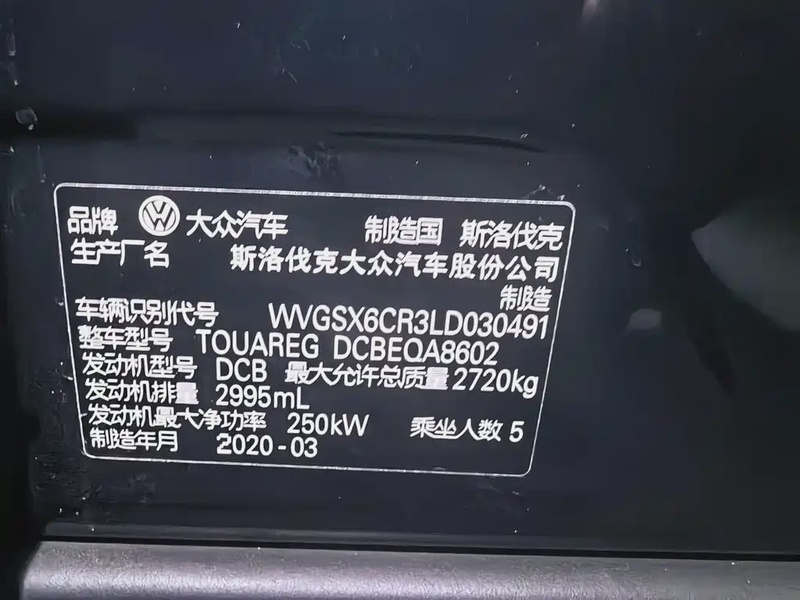 品牌 大众汽车 制造国 斯洛伐克
生产厂名 斯洛伐克大众汽车股份公司
制造
车辆识别代号 WVGSX6CR3LD030491
整车型号 TOUAREG DCBEQA8602
发动机型号 DCB 最大允许总质量 2720kg
发动机排量 2995mL
发动机最大净功率 250kW 乘坐人数 5
制造年月 2020-03